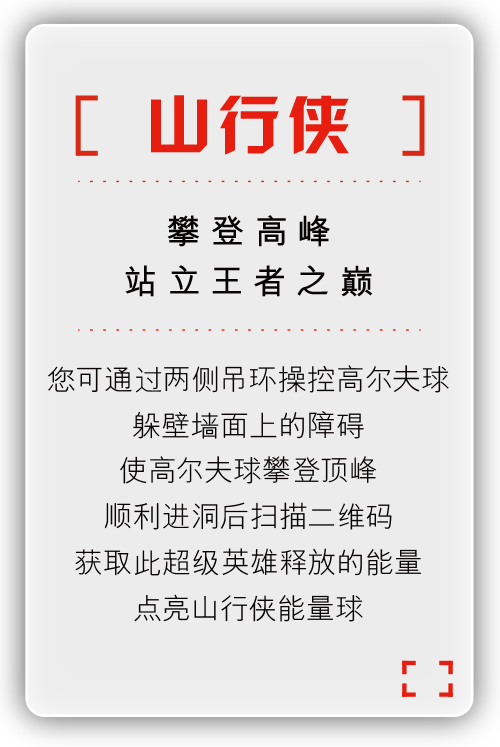 [ 山行侠 ]
攀登高峰
站立王者之巅
您可通过两侧吊环操控高尔夫球
躲壁墙面上的障碍
使高尔夫球攀登顶峰
顺利进洞后扫描二维码
获取此超级英雄释放的能量
点亮山行侠能量球